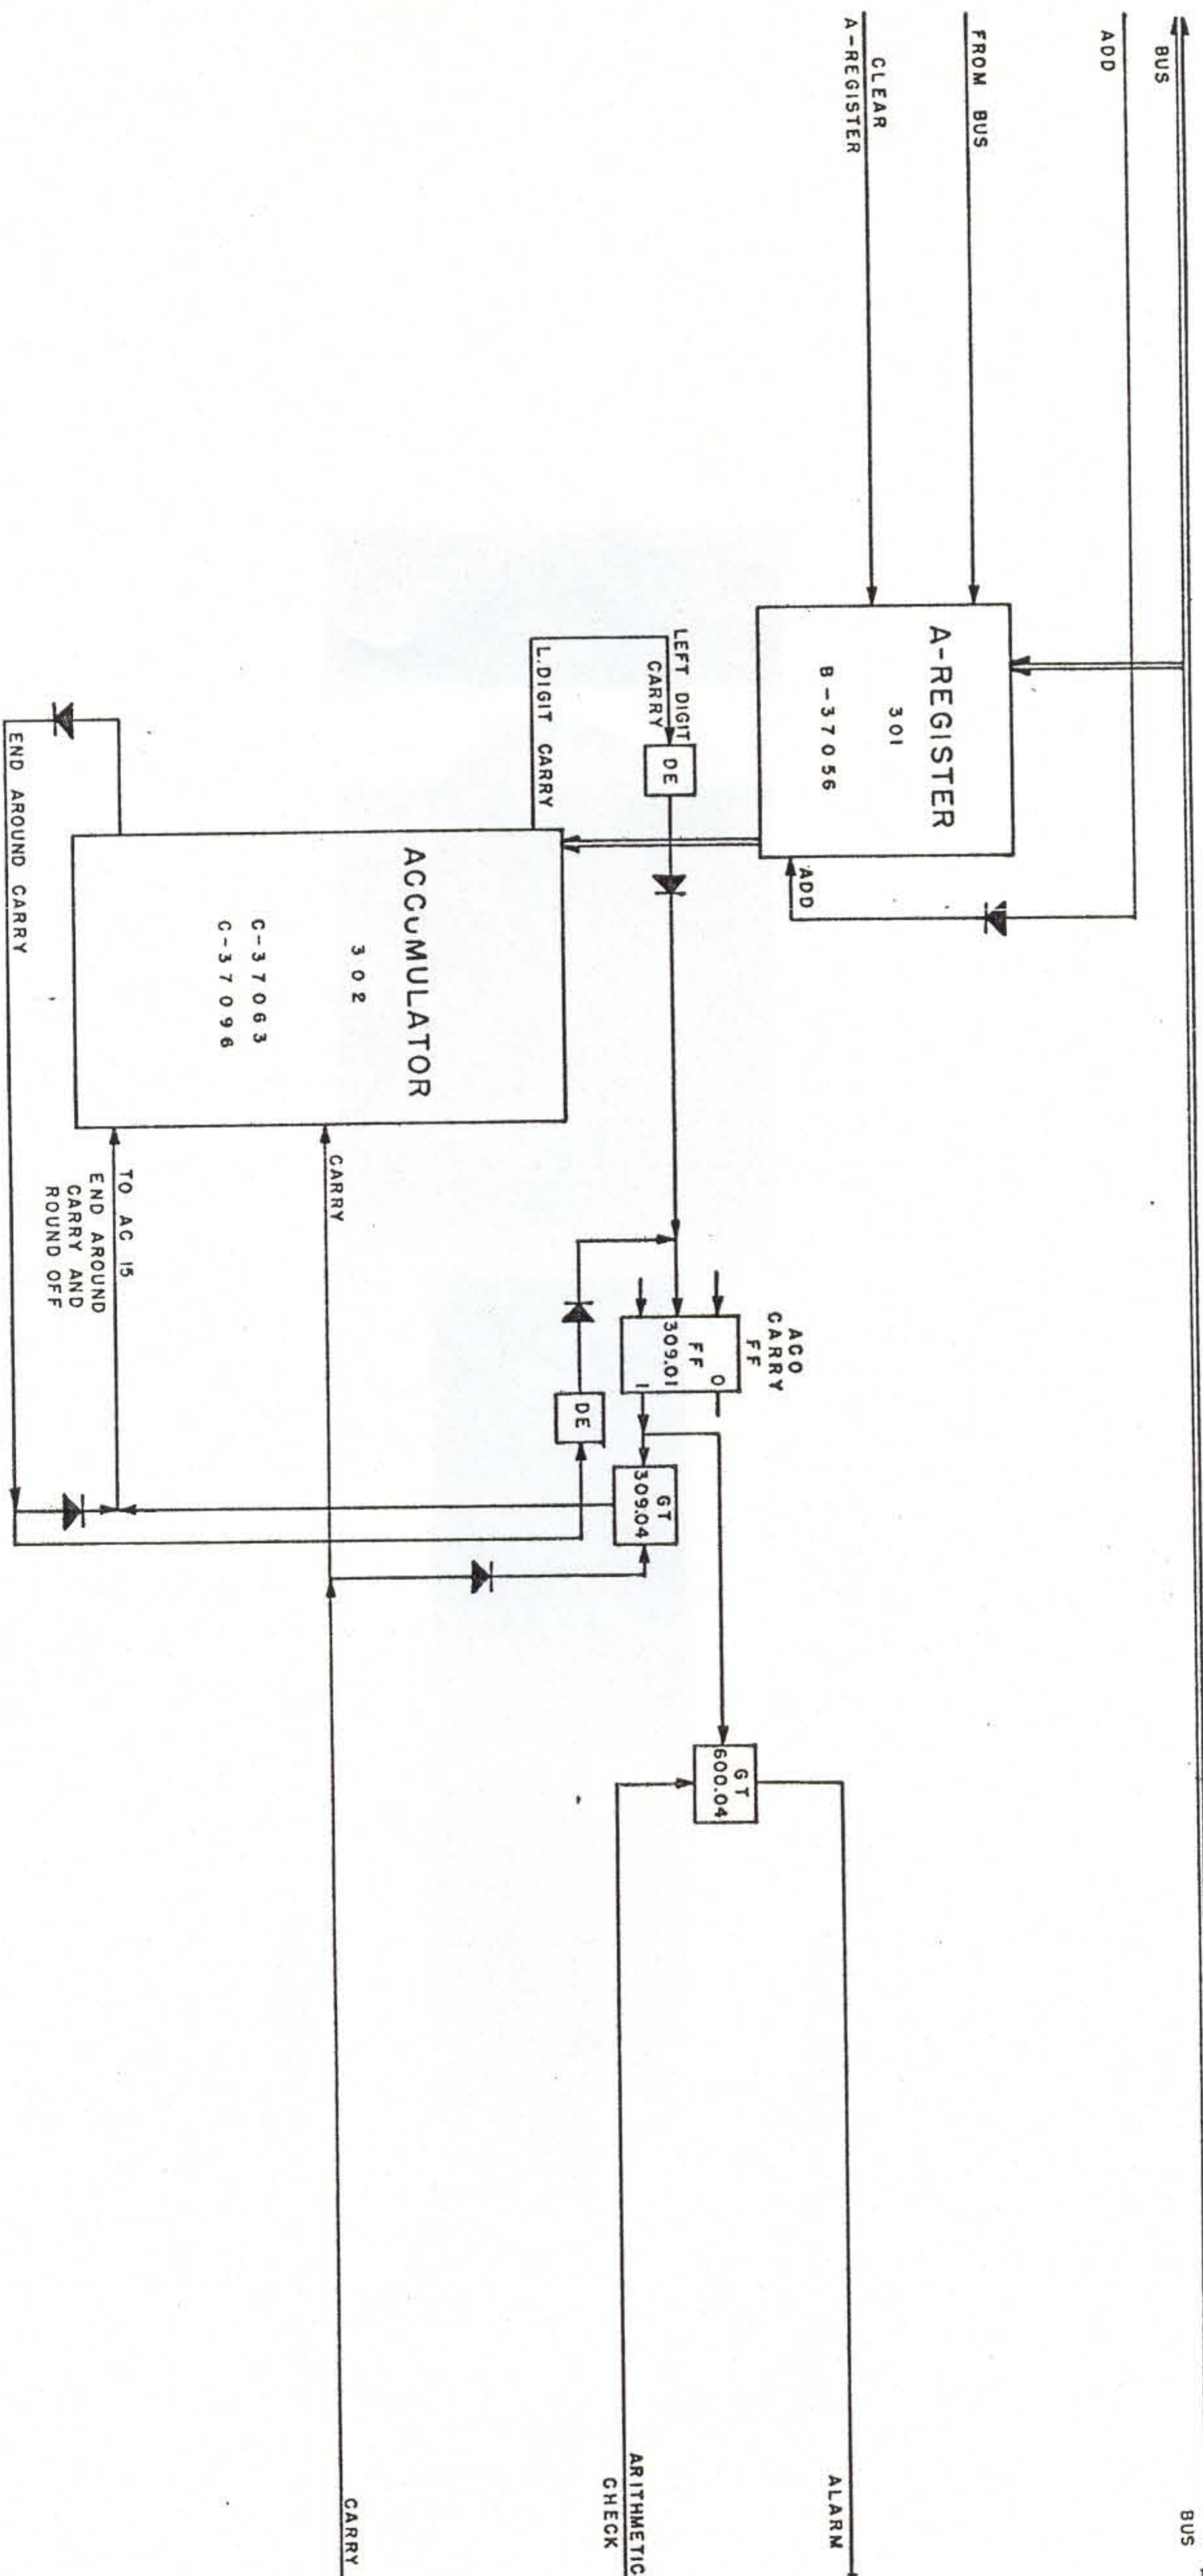 BUS
BUS
ADD
FROM BUS
CLEAR
A-REGISTER
A-REGISTER
301
B-37056
ADD
LEFT DIGIT
CARRY
DE
L.DIGIT CARRY
ACCUMULATOR
302
C-37063
C-37096
END AROUND CARRY
CARRY
TO AC 15
END AROUND
CARRY AND
ROUND OFF
ACO
CARRY
FF
0
FF
309.01
1
DE
GT
309.04
GT
600.04
ALARM
ARITHMETIC
CHECK
CARRY